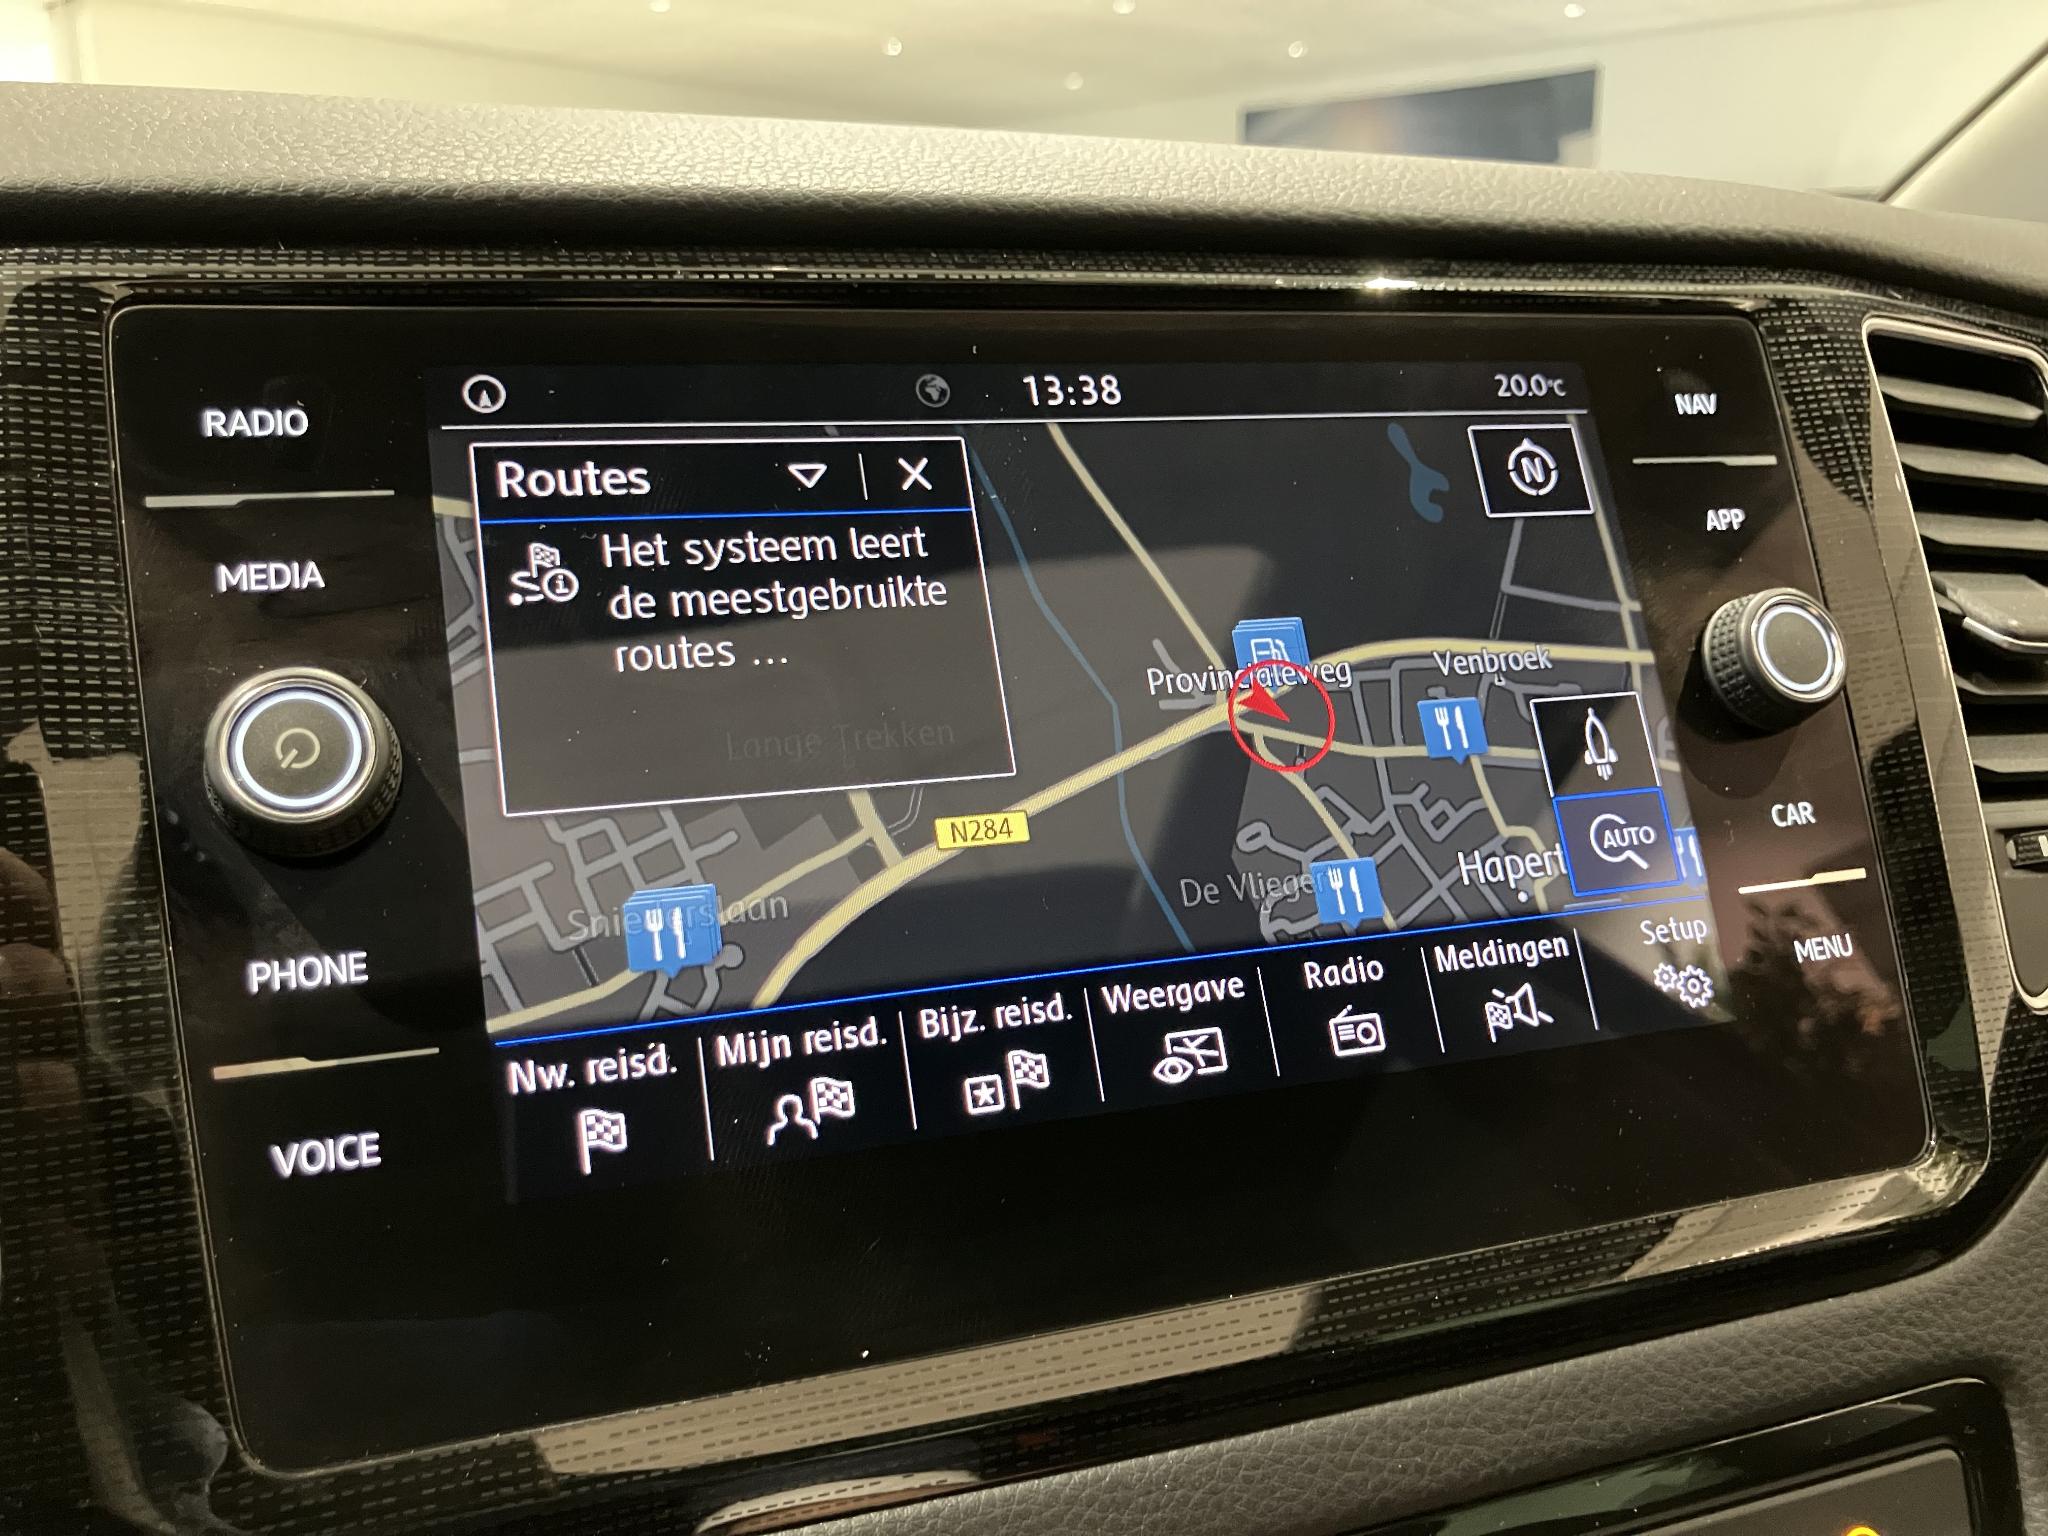 RADIO
MEDIA
PHONE
VOICE
13:38
20.0°C
Routes
Het systeem leert
de meestgebruikte
routes ...
N
Lange Trekken
Provincialeweg
Venbroek
N284
AUTO
Hapert
De Vlieger
Sniederslaan
Nw. reisd.
Mijn reisd.
Bijz. reisd.
Weergave
Radio
Meldingen
Setup
NAV
APP
CAR
MENU